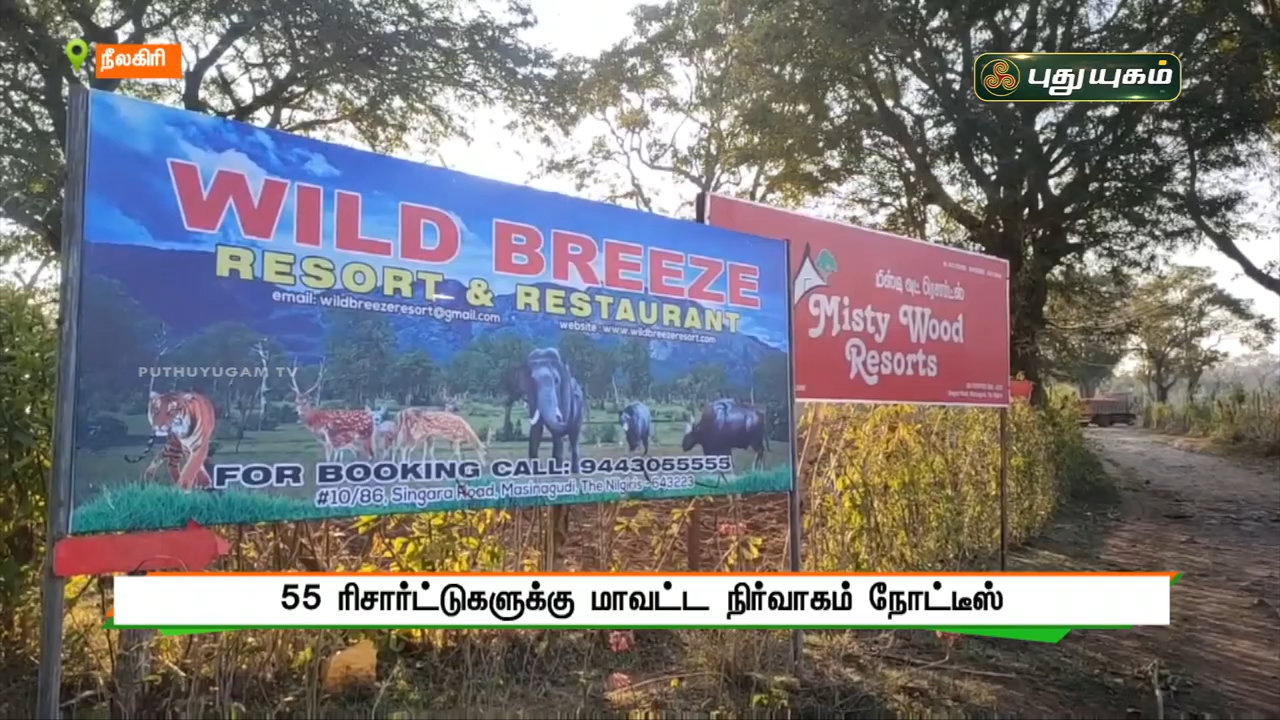 நீலகிரி
புதுயுகம்
WILD BREEZE
RESORT & RESTAURANT
email: wildbreezeresort@gmail.com
website: www.wildbreezeresort.com
PUTHUYUGAM TV
FOR BOOKING CALL: 9443055555
#10/86, Singara Road, Masinagudi, The Nilgiris - 643223
மிஸ்டி வுட் ரிசோர்ட்ஸ்
Misty Wood
Resorts
55 ரிசார்ட்டுகளுக்கு மாவட்ட நிர்வாகம் நோட்டீஸ்